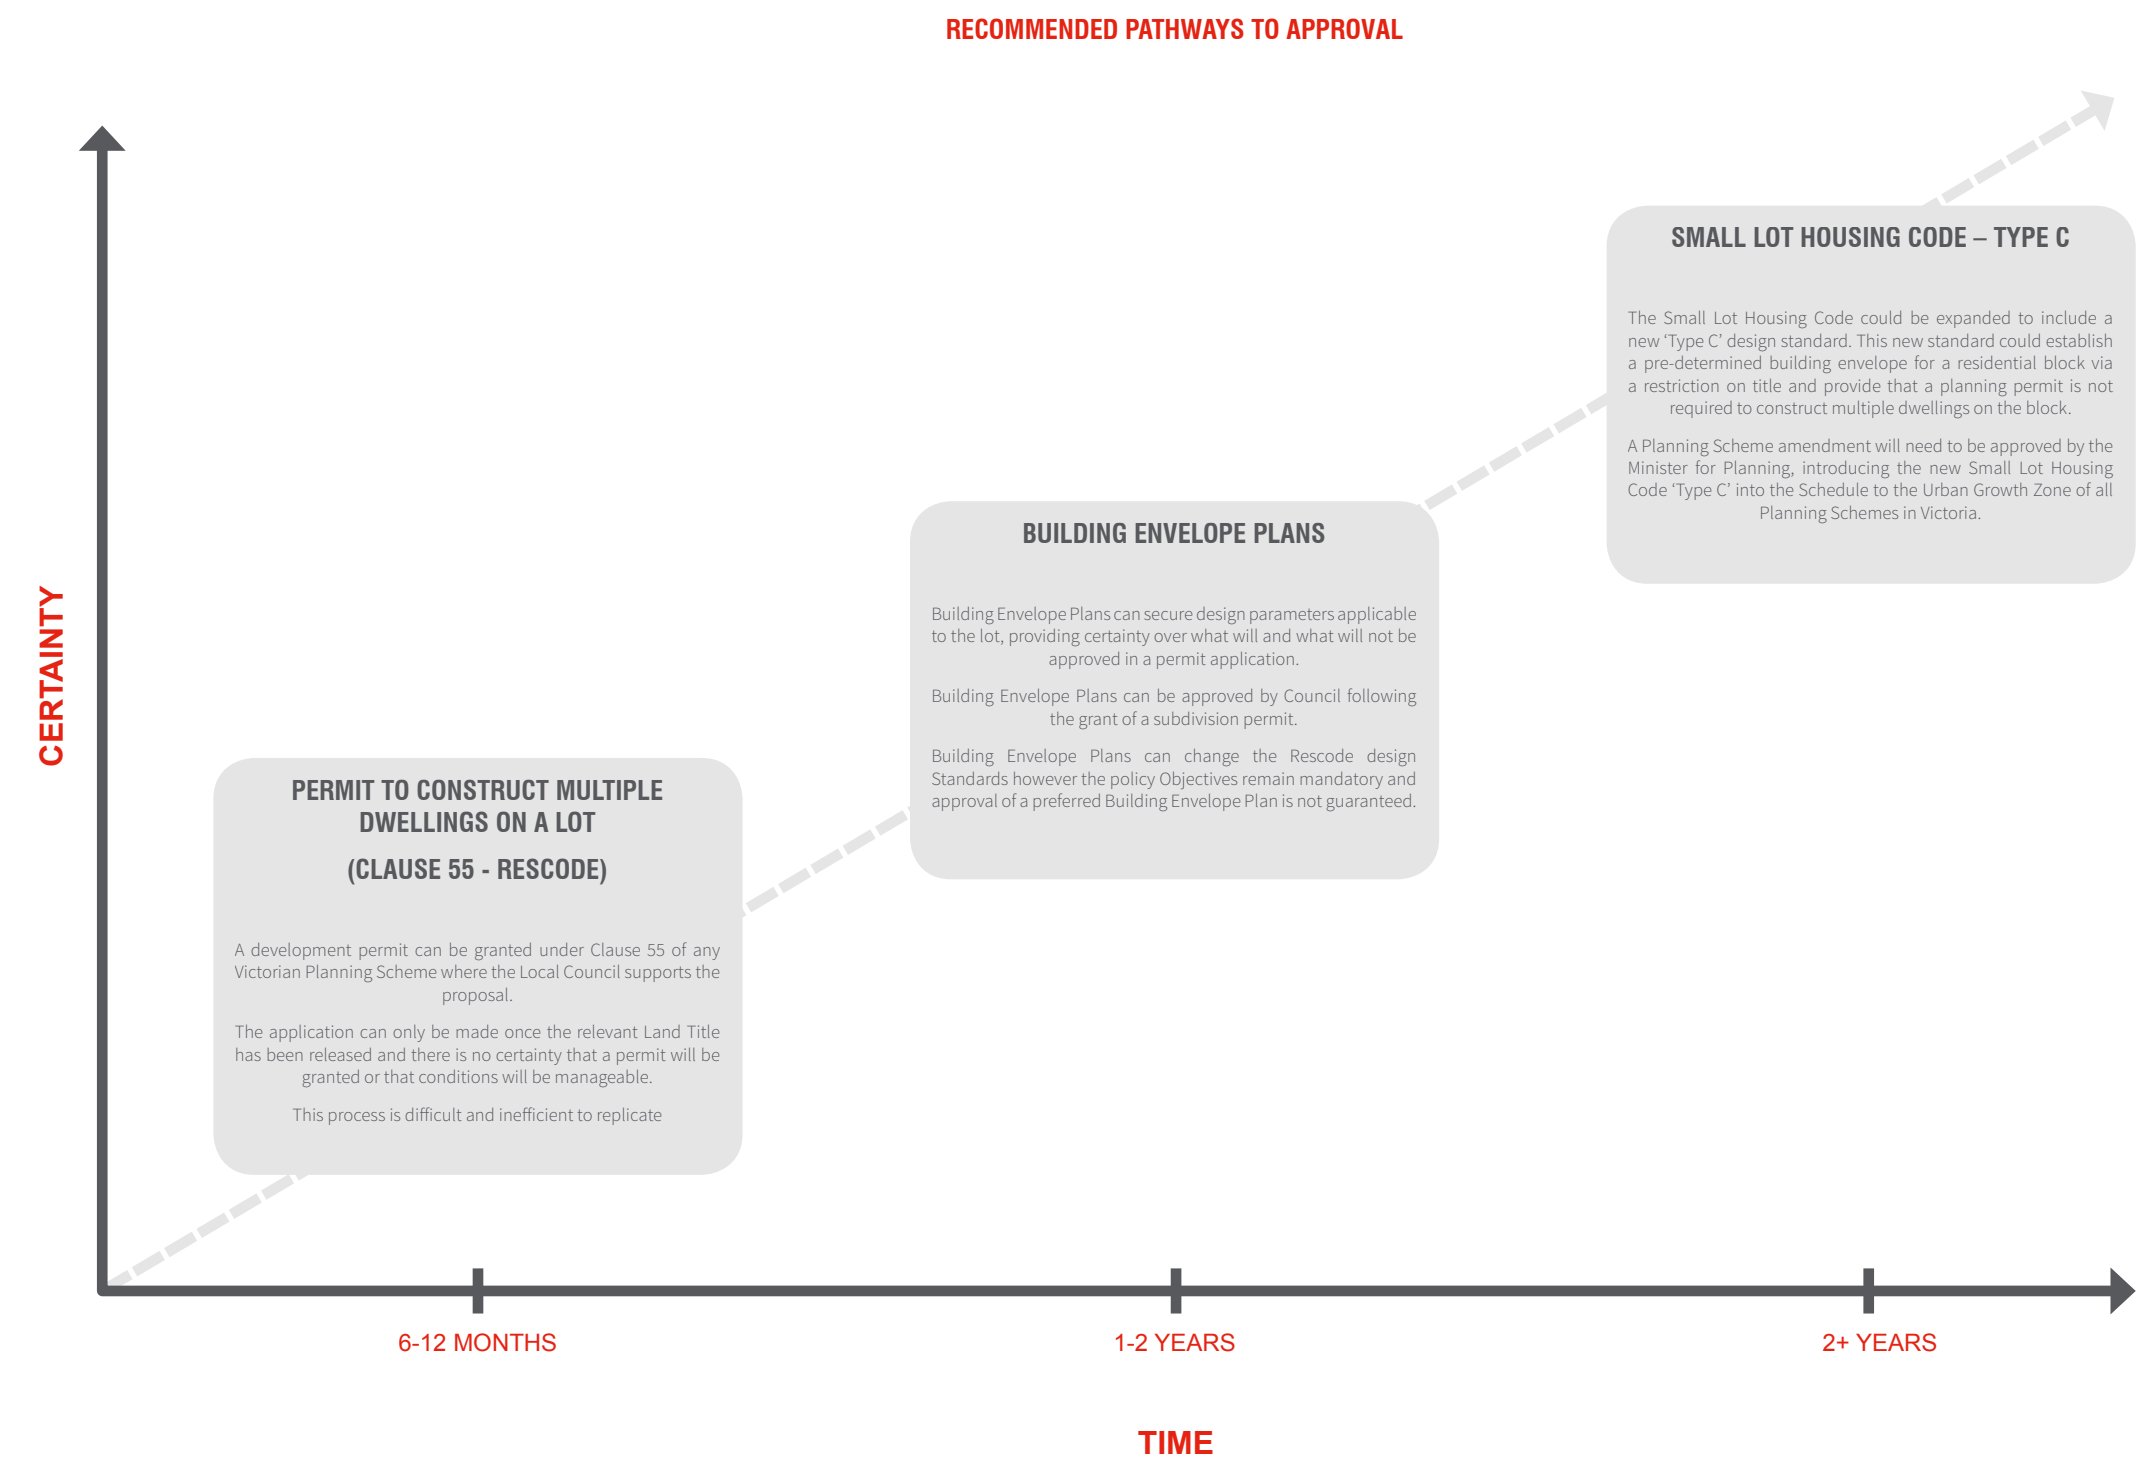 RECOMMENDED PATHWAYS TO APPROVAL
CERTAINTY
PERMIT TO CONSTRUCT MULTIPLE
DWELLINGS ON A LOT
(CLAUSE 55 - RESCODE)
A development permit can be granted under Clause 55 of any
Victorian Planning Scheme where the Local Council supports the
proposal.
The application can only be made once the relevant Land Title
has been released and there is no certainty that a permit will be
granted or that conditions will be manageable.
This process is difficult and inefficient to replicate
BUILDING ENVELOPE PLANS
Building Envelope Plans can secure design parameters applicable
to the lot, providing certainty over what will and what will not be
approved in a permit application.
Building Envelope Plans can be approved by Council following
the grant of a subdivision permit.
Building Envelope Plans can change the Rescode design
Standards however the policy Objectives remain mandatory and
approval of a preferred Building Envelope Plan is not guaranteed.
SMALL LOT HOUSING CODE – TYPE C
The Small Lot Housing Code could be expanded to include a
new ‘Type C’ design standard. This new standard could establish
a pre-determined building envelope for a residential block via
a restriction on title and provide that a planning permit is not
required to construct multiple dwellings on the block.
A Planning Scheme amendment will need to be approved by the
Minister for Planning, introducing the new Small Lot Housing
Code ‘Type C’ into the Schedule to the Urban Growth Zone of all
Planning Schemes in Victoria.
6-12 MONTHS
1-2 YEARS
2+ YEARS
TIME